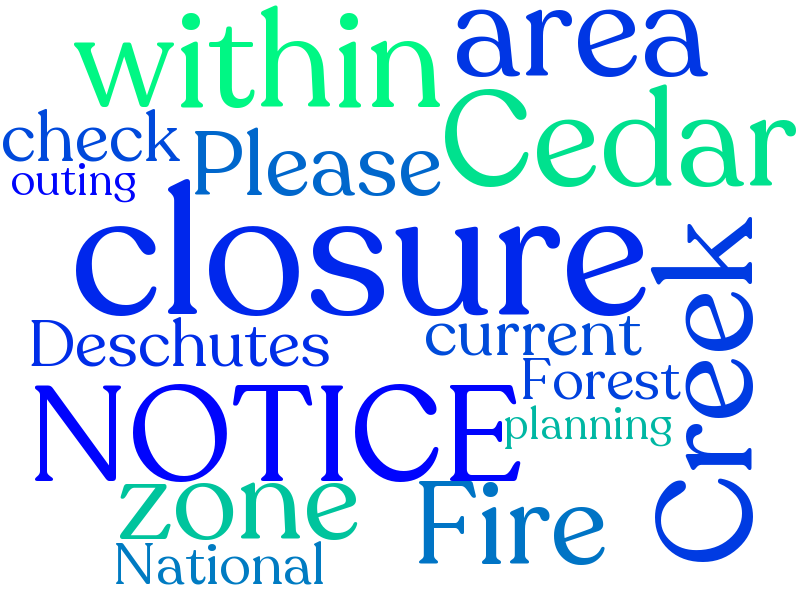 within
area
Cedar
check
Please
outing
closure
Creek
Deschutes
current
Forest
NOTICE
planning
zone
Fire
National